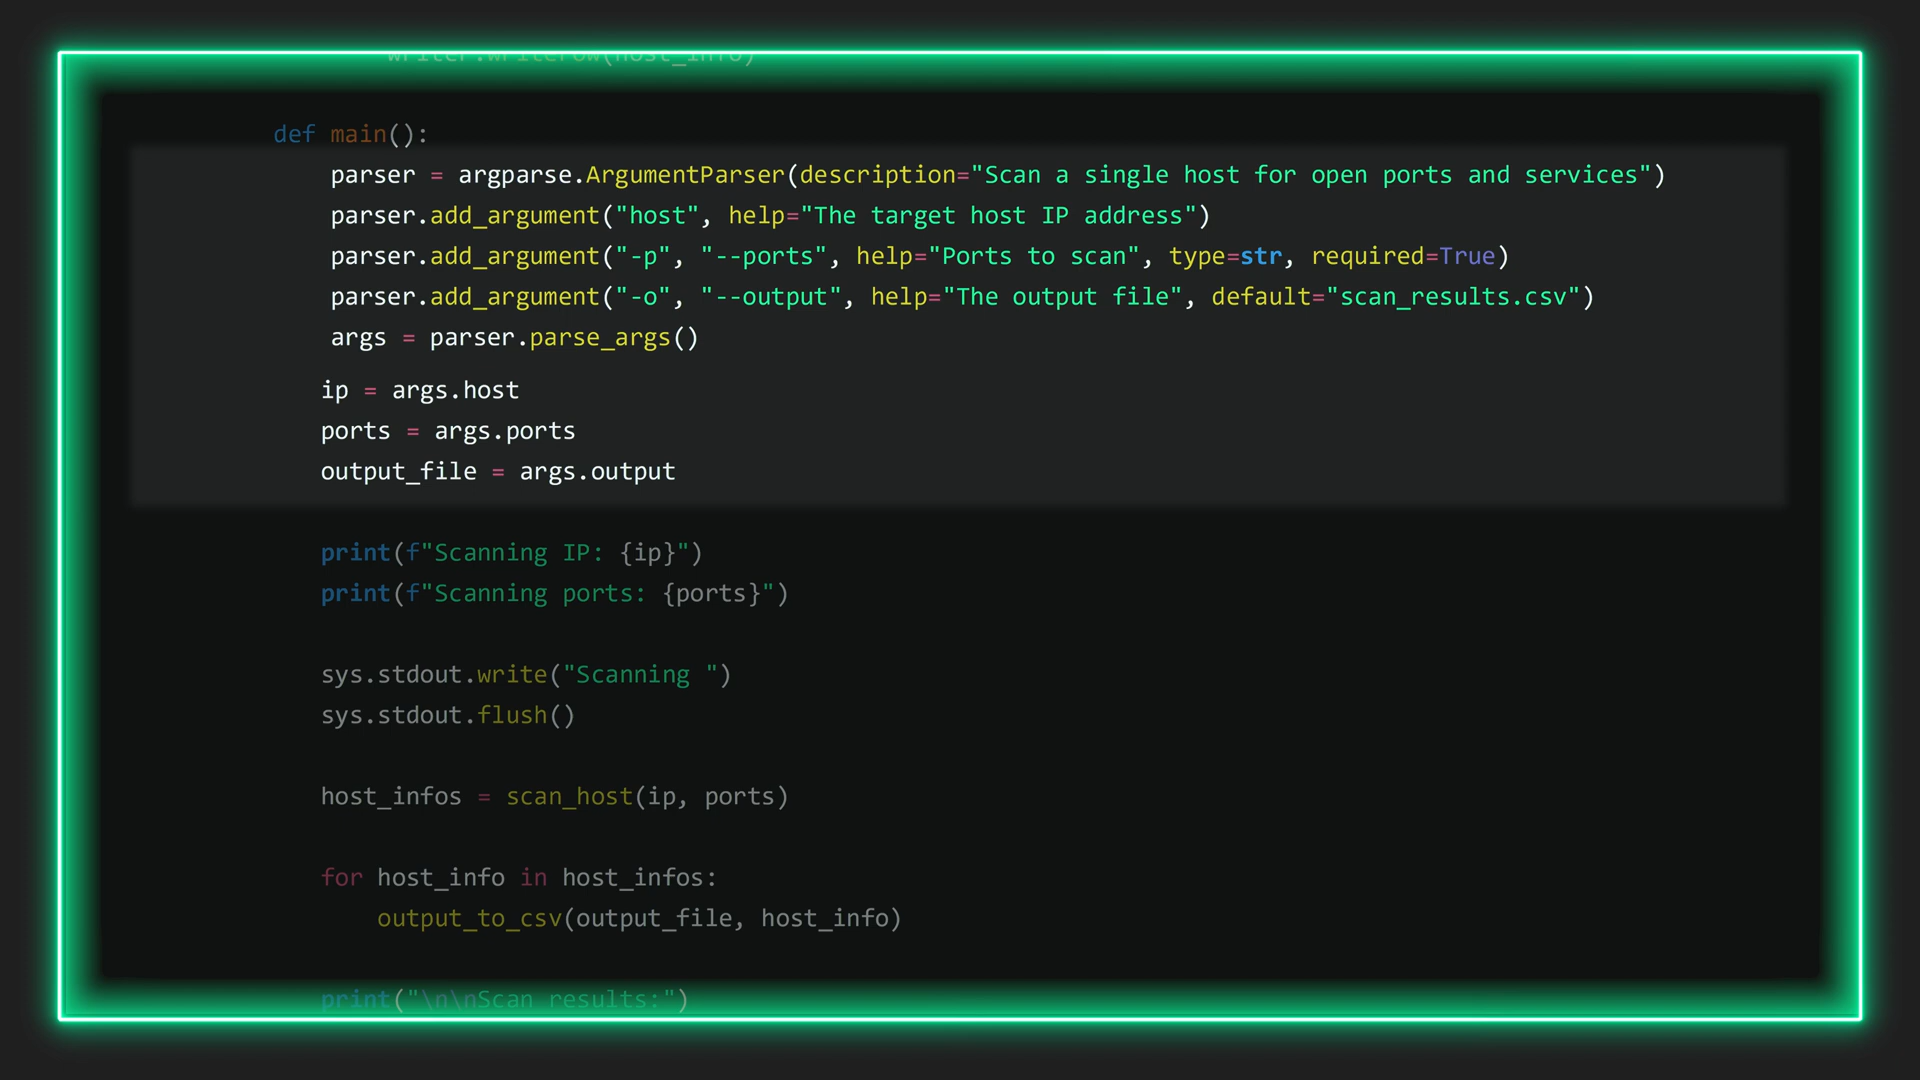 writer.writerow(host_info)
def main():
parser = argparse.ArgumentParser(description="Scan a single host for open ports and services")
parser.add_argument("host", help="The target host IP address")
parser.add_argument("-p", "--ports", help="Ports to scan", type=str, required=True)
parser.add_argument("-o", "--output", help="The output file", default="scan_results.csv")
args = parser.parse_args()
ip = args.host
ports = args.ports
output_file = args.output
print(f"Scanning IP: {ip}")
print(f"Scanning ports: {ports}")
sys.stdout.write("Scanning ")
sys.stdout.flush()
host_infos = scan_host(ip, ports)
for host_info in host_infos:
output_to_csv(output_file, host_info)
print("\n\nScan results:")